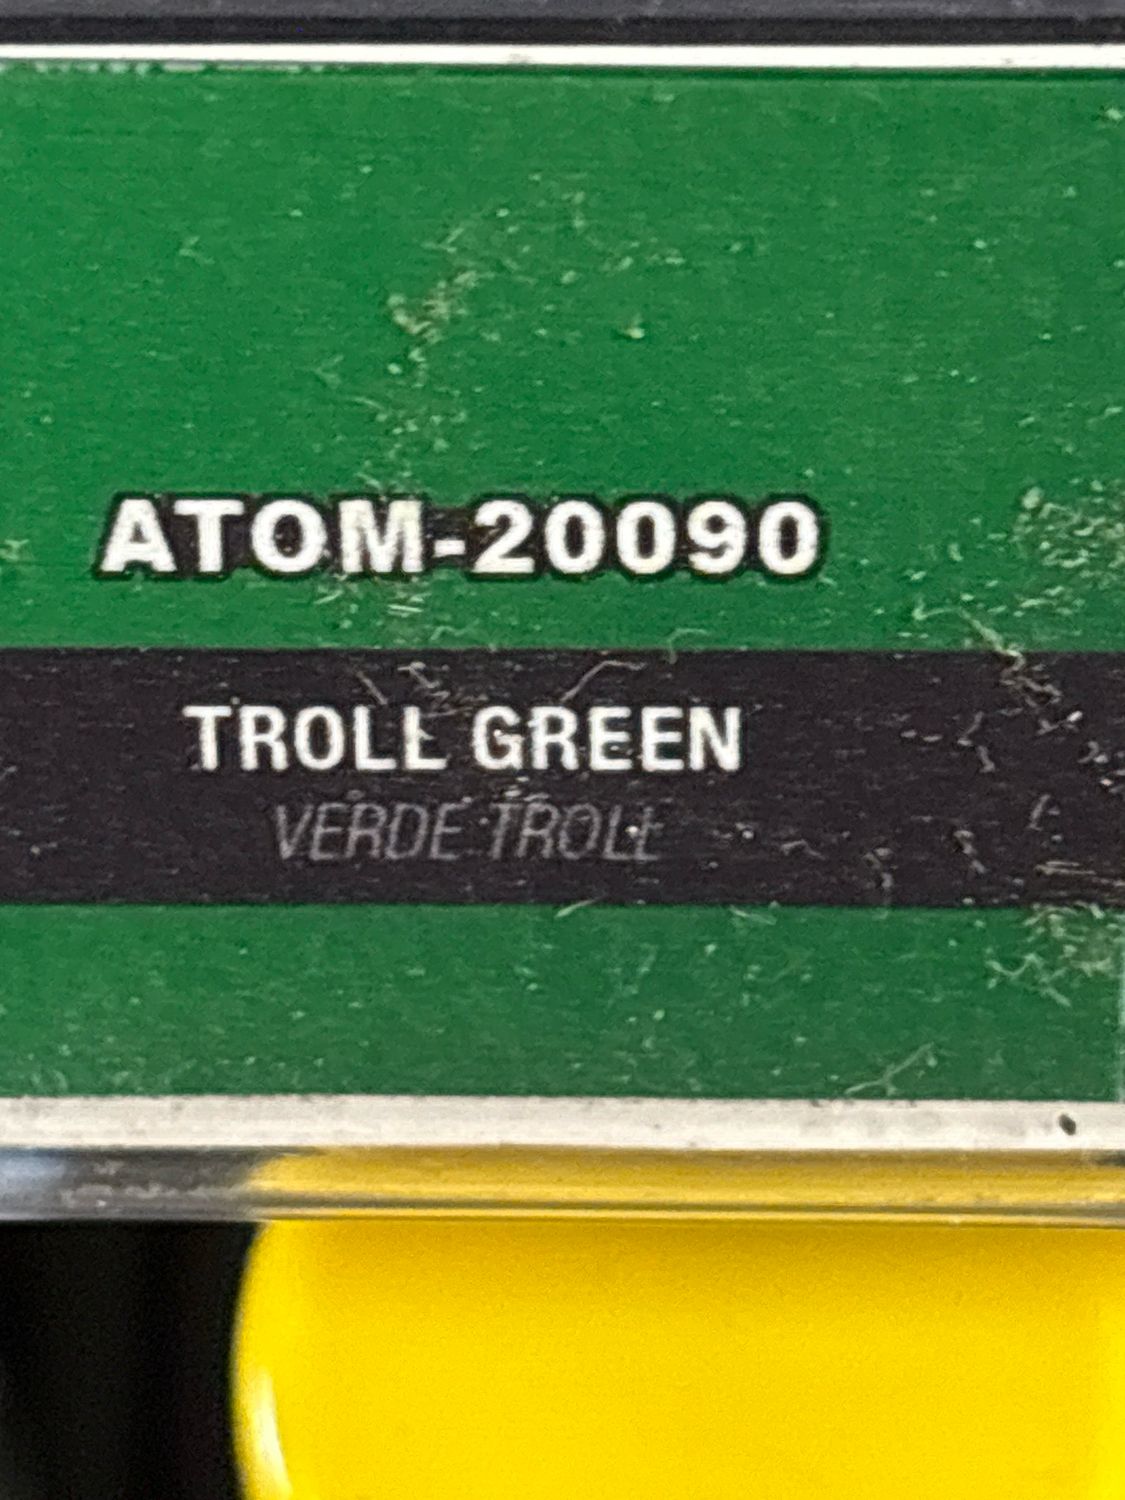 ATOM-20090
TROLL GREEN
VERDE TROLL